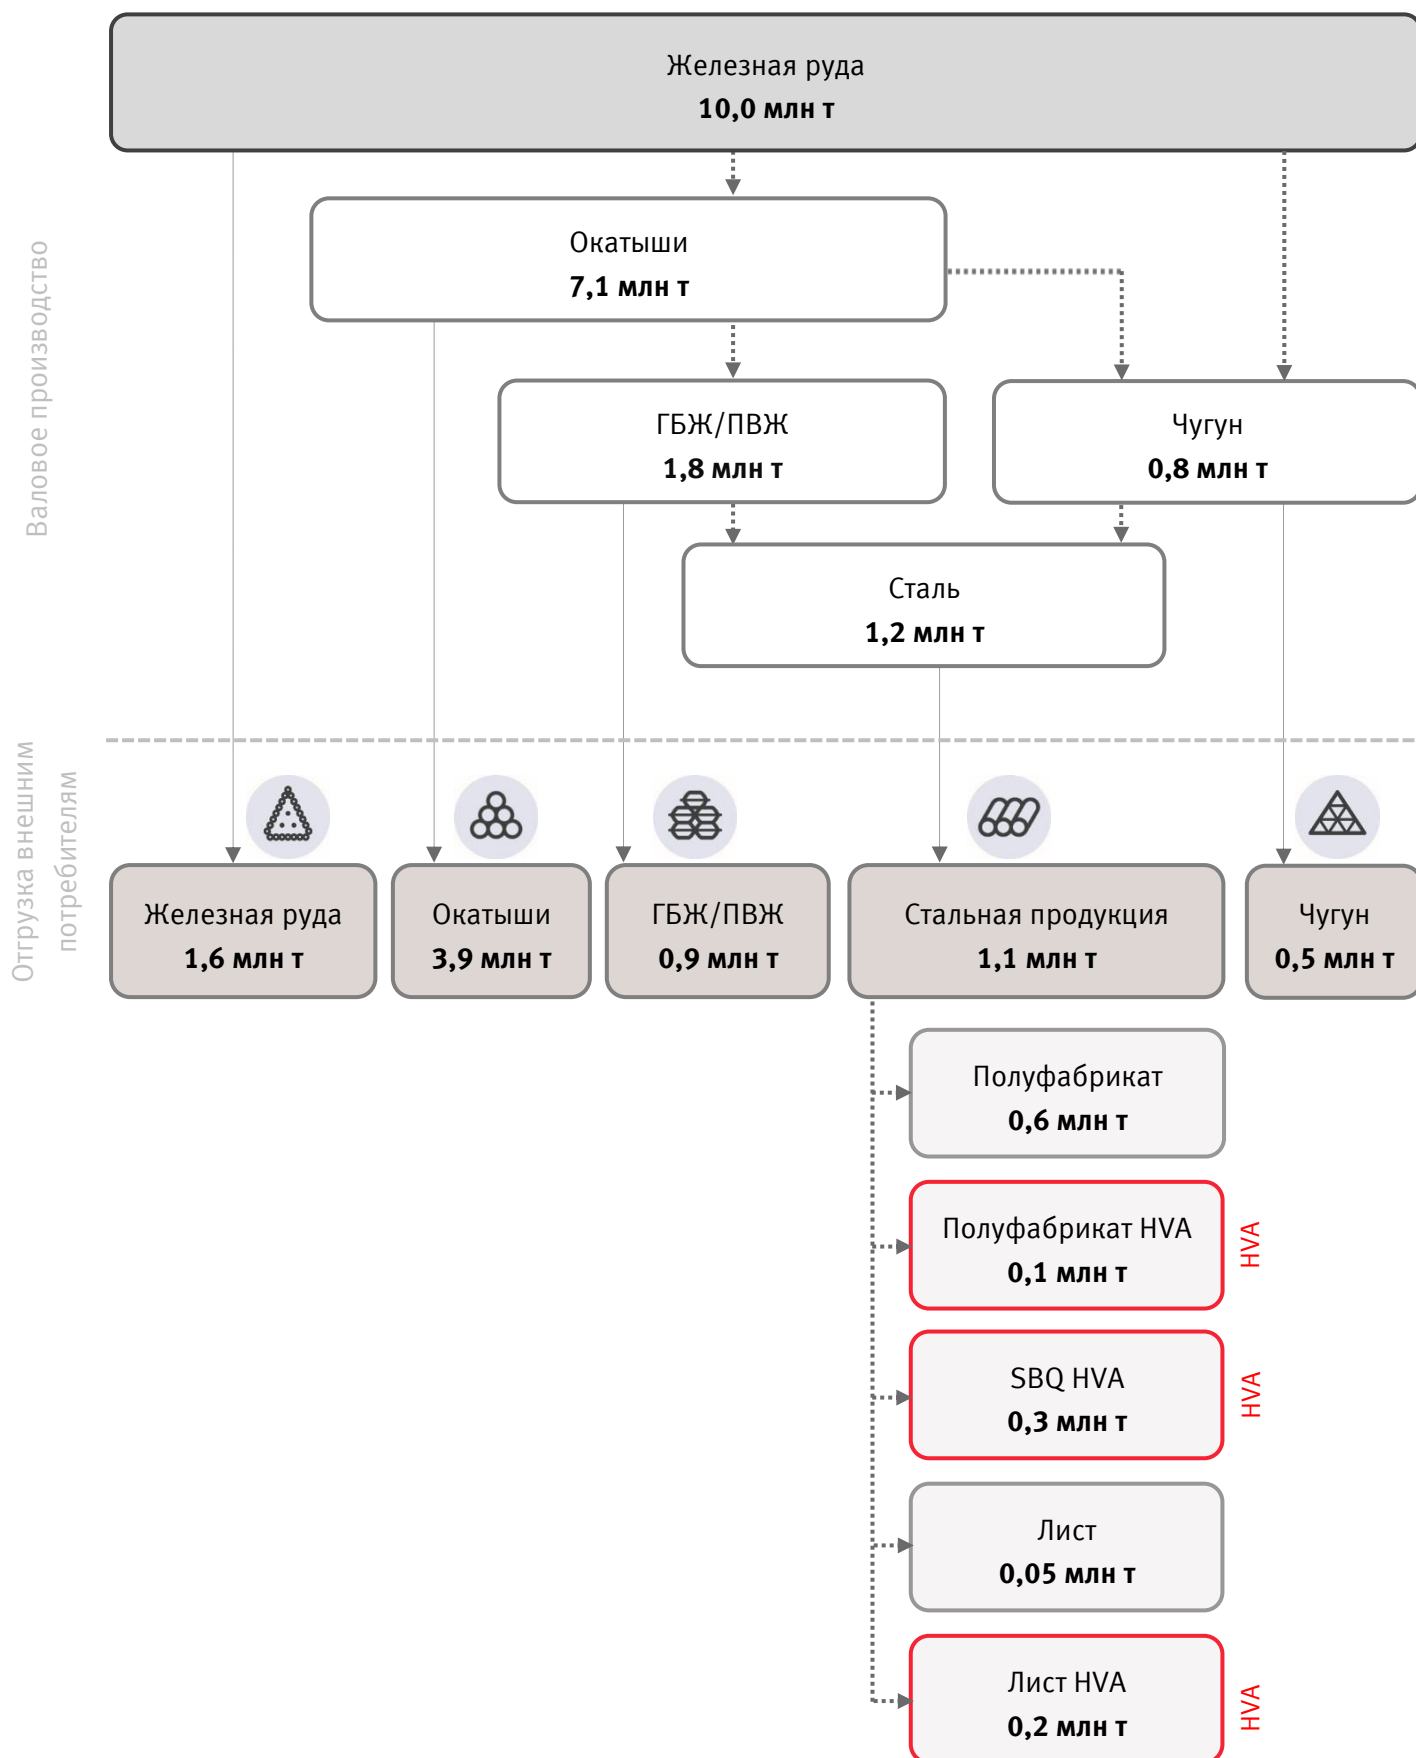 Железная руда
10,0 млн т
Валовое производство
Окатыши
7,1 млн т
ГБЖ/ПВЖ
1,8 млн т
Чугун
0,8 млн т
Сталь
1,2 млн т
Отгрузка внешним
потребителям
Железная руда
1,6 млн т
Окатыши
3,9 млн т
ГБЖ/ПВЖ
0,9 млн т
Стальная продукция
1,1 млн т
Чугун
0,5 млн т
Полуфабрикат
0,6 млн т
Полуфабрикат HVA
0,1 млн т
HVA
SBQ HVA
0,3 млн т
HVA
Лист
0,05 млн т
Лист HVA
0,2 млн т
HVA